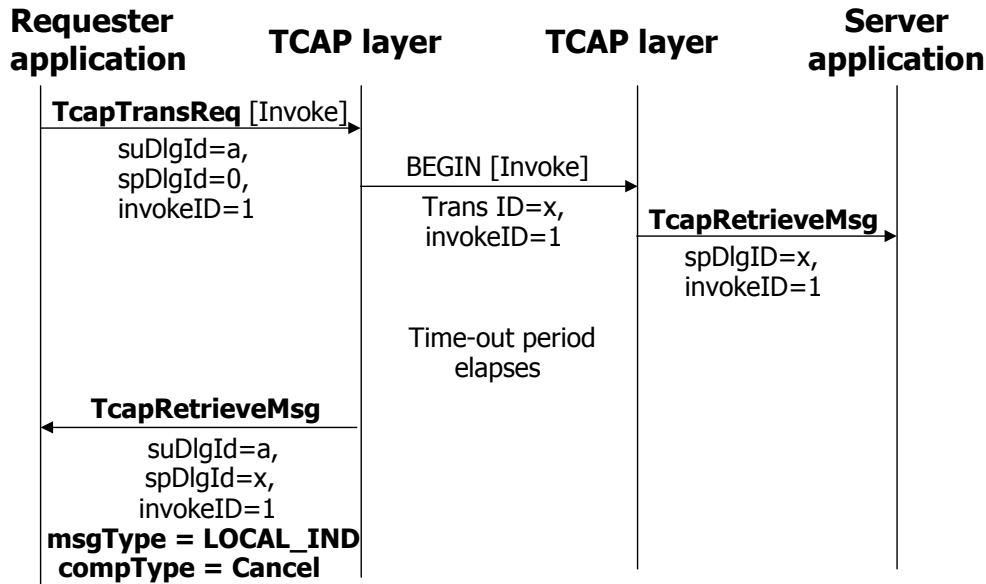 Requester
application
TCAP layer
TCAP layer
Server
application
TcapTransReq [Invoke]
suDlgId=a,
spDlgId=0,
invokeID=1
BEGIN [Invoke]
Trans ID=x,
invokeID=1
TcapRetrieveMsg
spDlgID=x,
invokeID=1
Time-out period
elapses
TcapRetrieveMsg
suDlgId=a,
spDlgId=x,
invokeID=1
msgType = LOCAL_IND
compType = Cancel